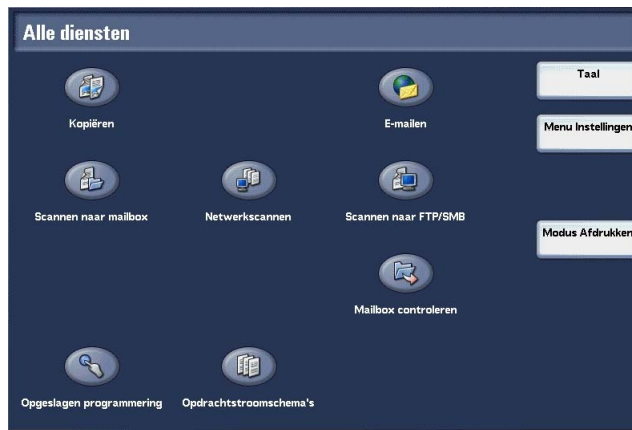 Alle diensten
Kopiëren
E-mailen
Taal
Menu Instellingen
Scannen naar mailbox
Netwerkscannen
Scannen naar FTP/SMB
Modus Afdrukken
Mailbox controleren
Opgeslagen programmering
Opdrachtstroomschema's